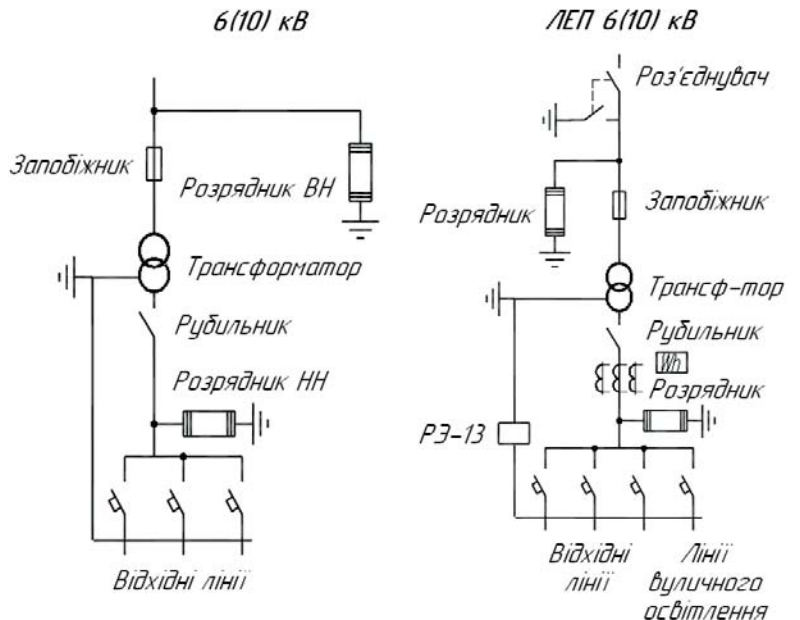 6(10) кВ
Запобіжник
Розрядник ВН
Трансформатор
Рубильник
Розрядник НН
Відхідні лінії
ЛЕП 6(10) кВ
Роз'єднувач
Розрядник
Запобіжник
Трансф-тор
Рубильник
Wh
Розрядник
РЭ-13
Відхідні
лінії
Лінії
вуличного
освітлення